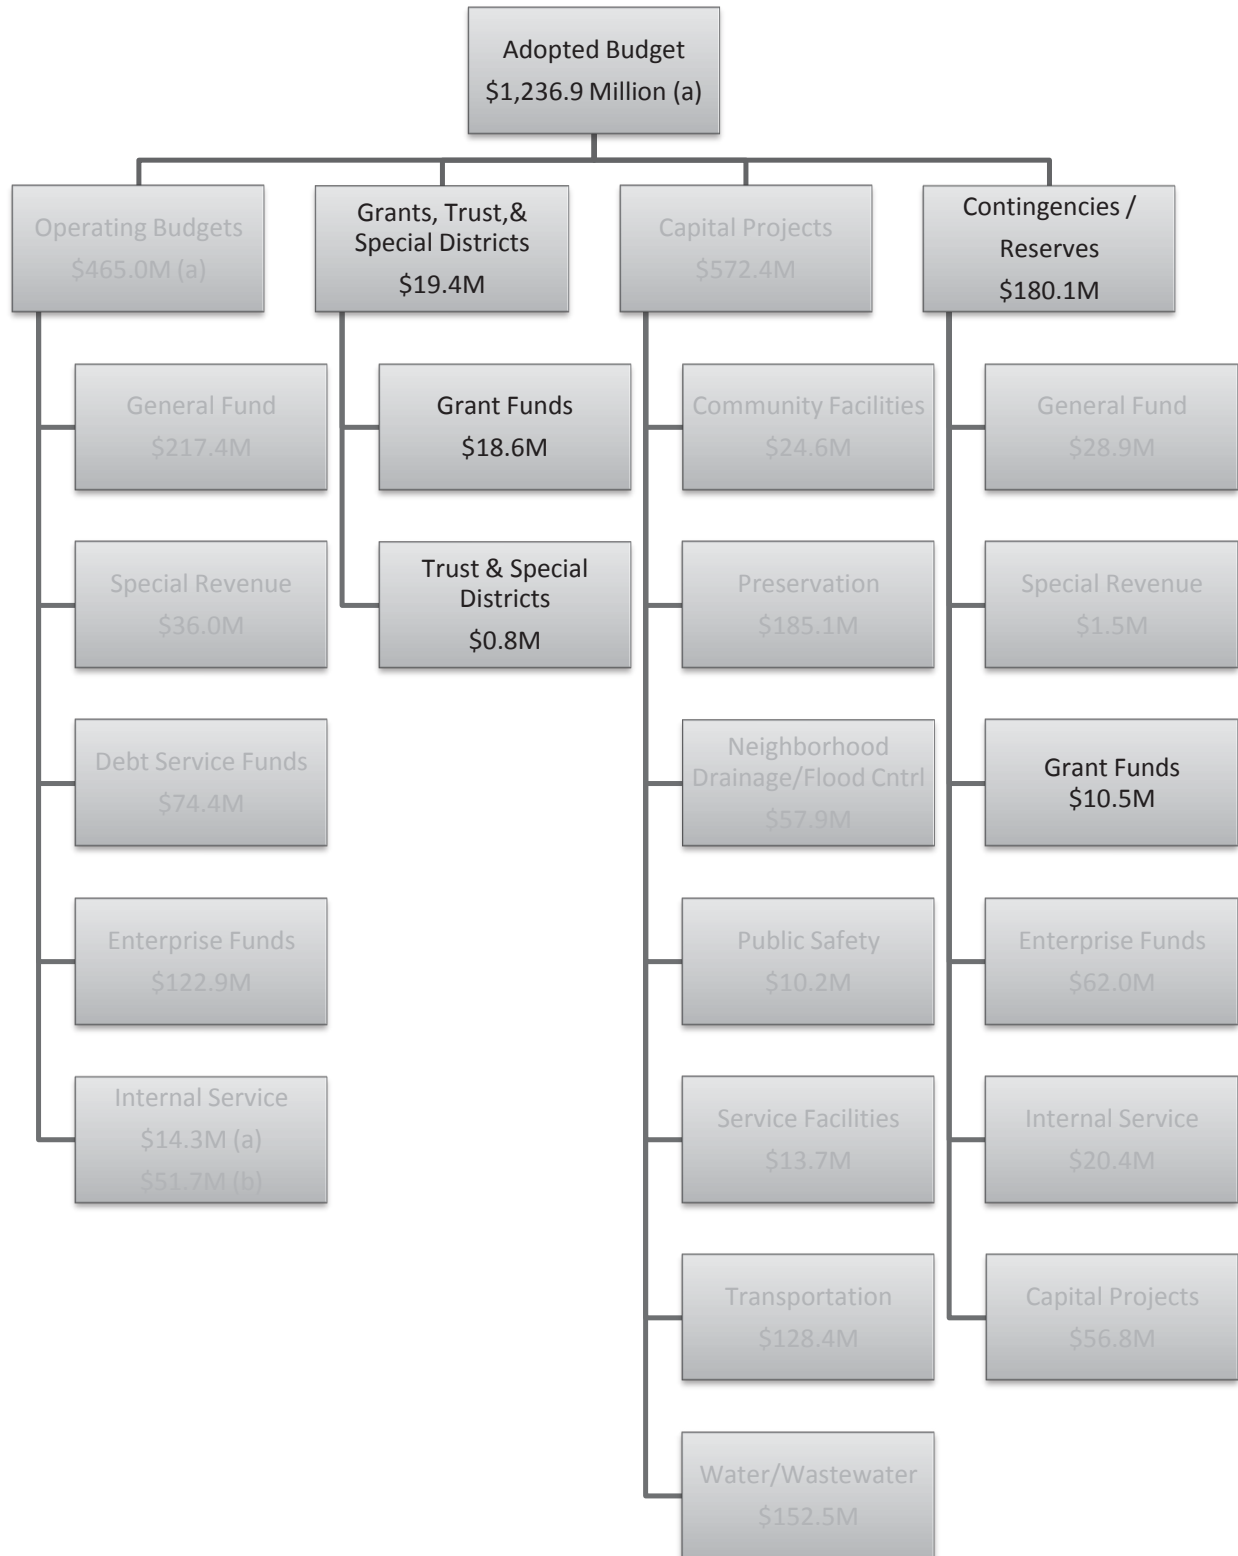 Adopted Budget
$1,236.9 Million (a)
Operating Budgets
$465.0M (a)
General Fund
$217.4M
Special Revenue
$36.0M
Debt Service Funds
$74.4M
Enterprise Funds
$122.9M
Internal Service
$14.3M (a)
$51.7M (b)
Grants, Trust,&
Special Districts
$19.4M
Grant Funds
$18.6M
Trust & Special
Districts
$0.8M
Capital Projects
$572.4M
Community Facilities
$24.6M
Preservation
$185.1M
Neighborhood
Drainage/Flood Cntrl
$57.9M
Public Safety
$10.2M
Service Facilities
$13.7M
Transportation
$128.4M
Water/Wastewater
$152.5M
Contingencies /
Reserves
$180.1M
General Fund
$28.9M
Special Revenue
$1.5M
Grant Funds
$10.5M
Enterprise Funds
$62.0M
Internal Service
$20.4M
Capital Projects
$56.8M